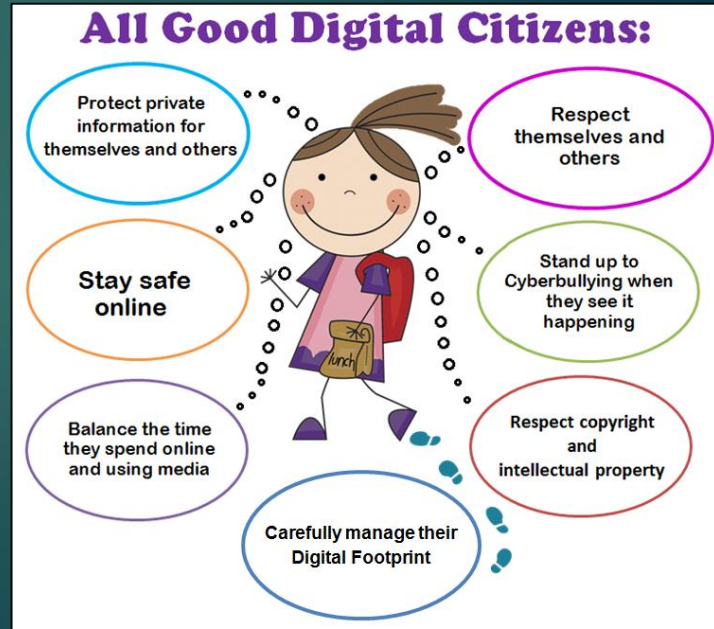 All Good Digital Citizens:
Protect private
information for
themselves and others
Respect
themselves and
others
Stay safe
online
Stand up to
Cyberbullying when
they see it
happening
lunch
Balance the time
they spend online
and using media
Respect copyright
and
intellectual property
Carefully manage their
Digital Footprint